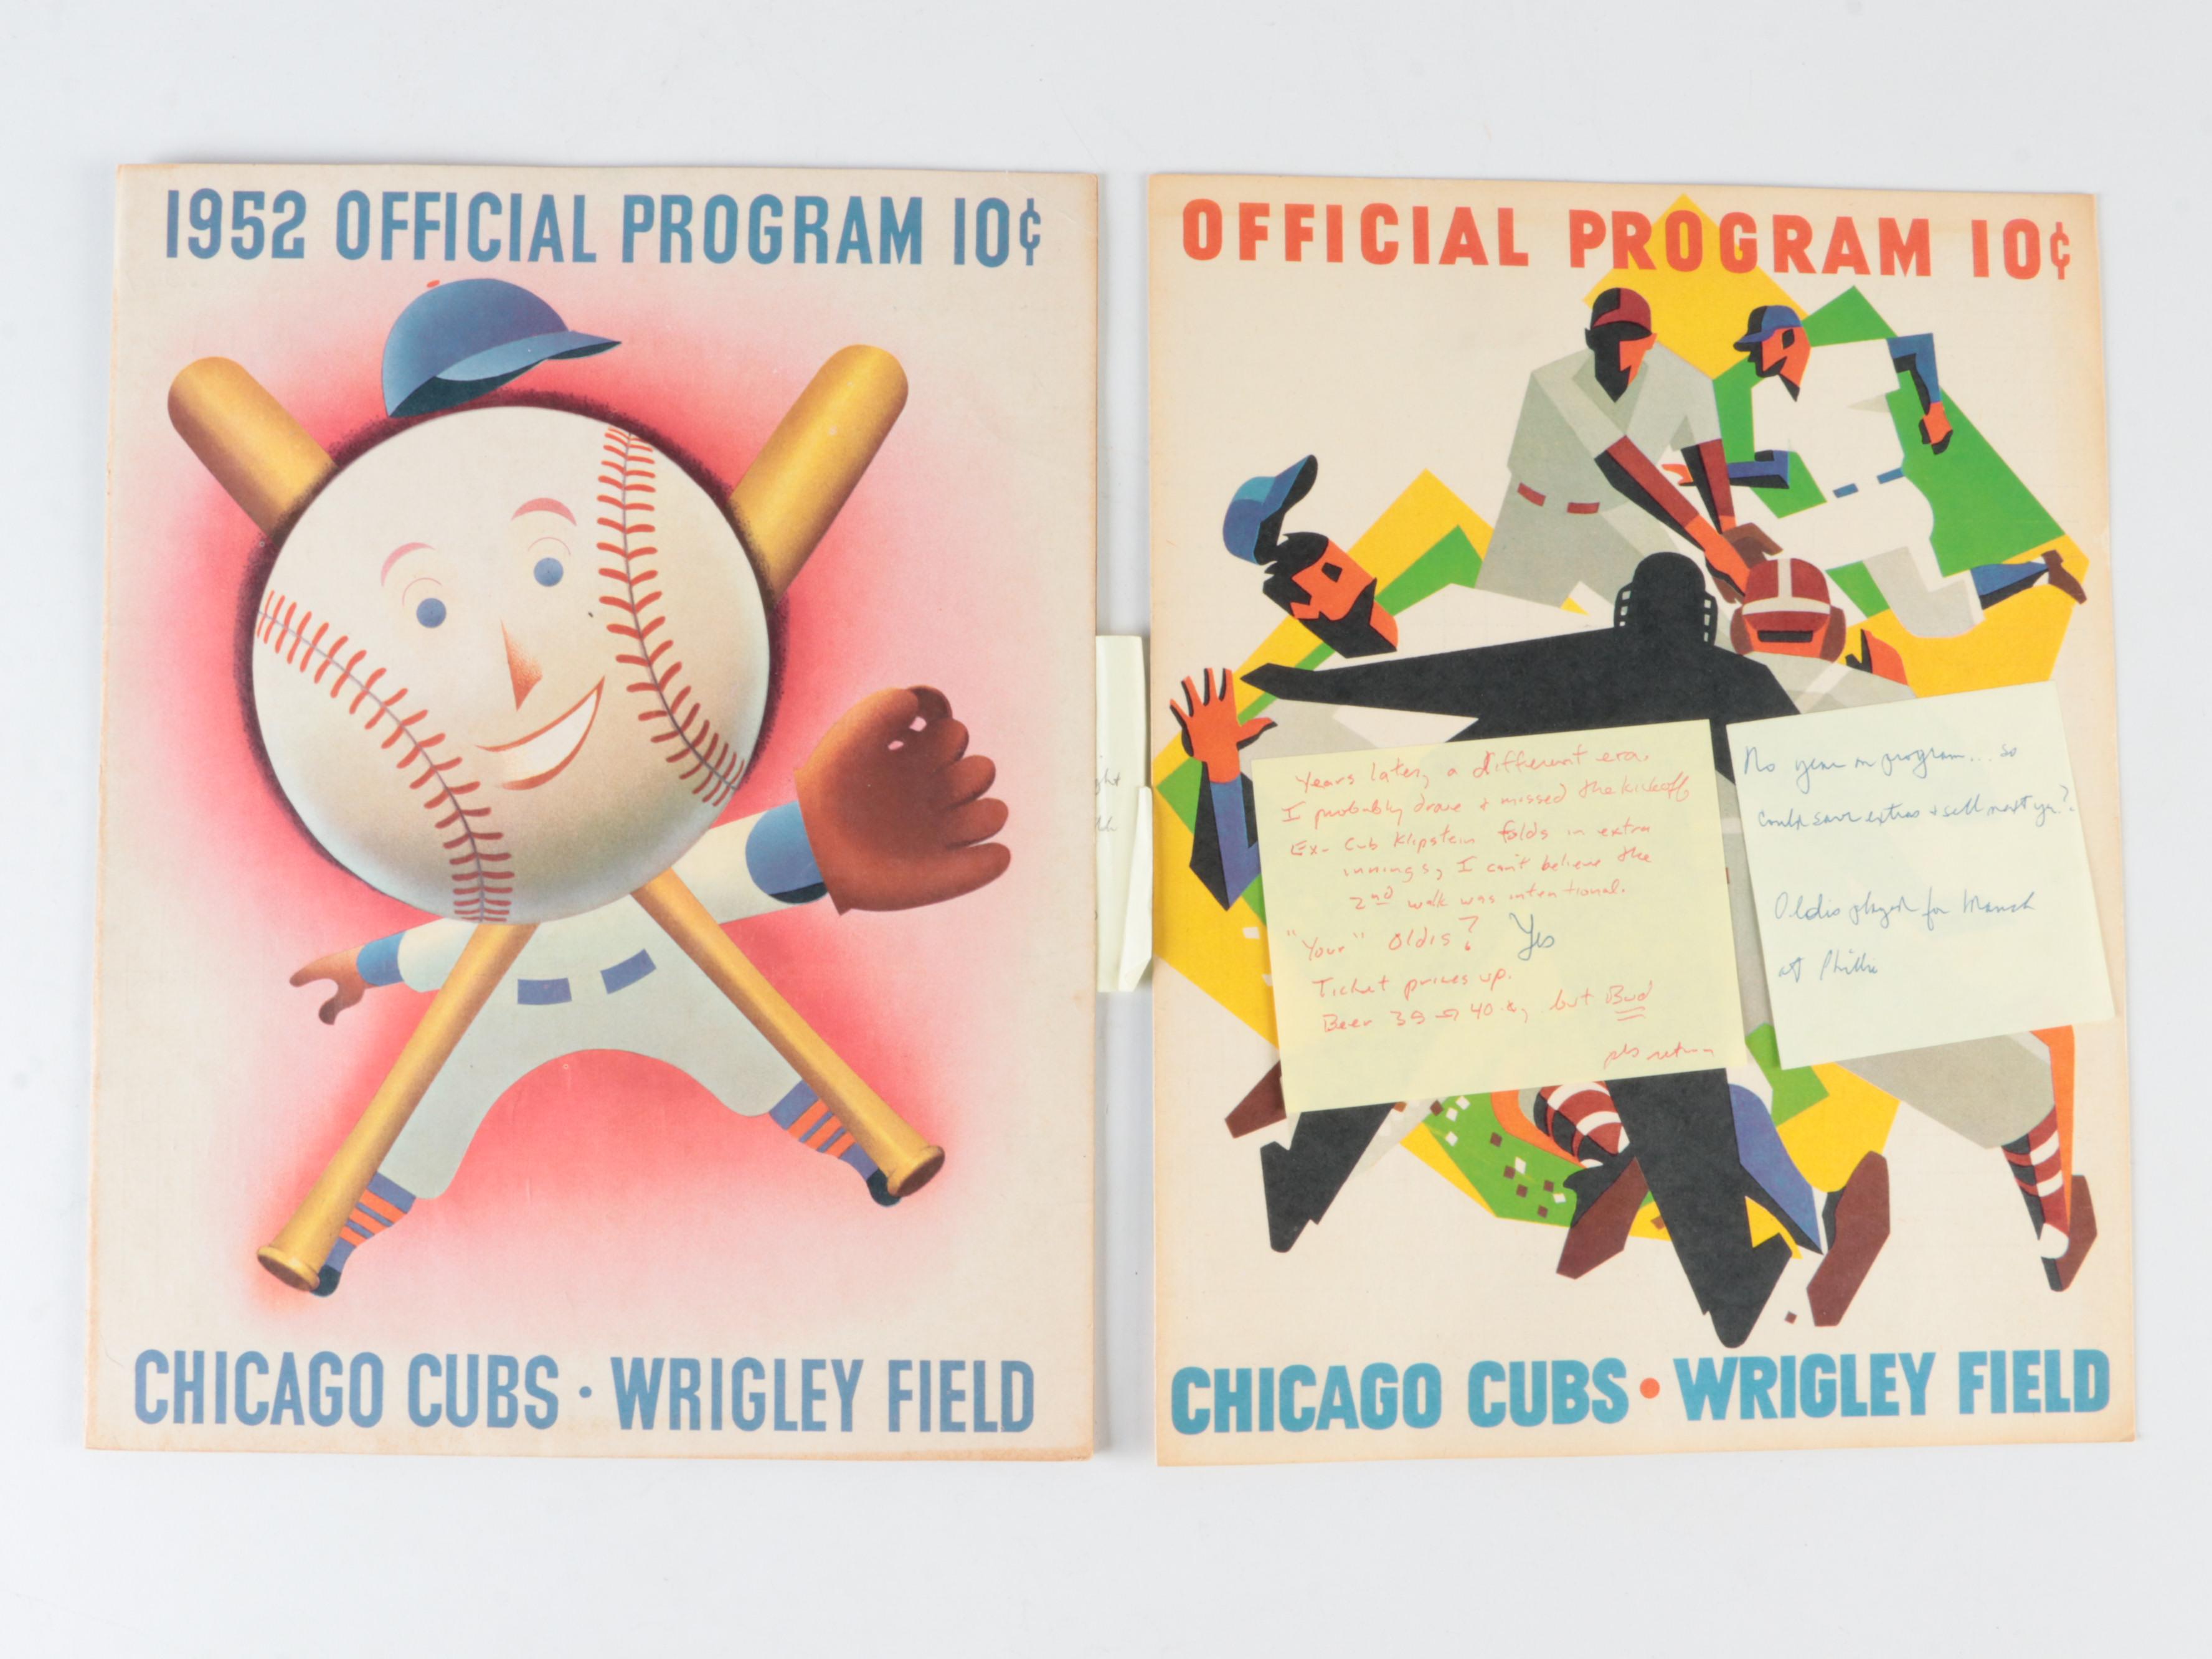 1952 OFFICIAL PROGRAM 10¢
CHICAGO CUBS · WRIGLEY FIELD
OFFICIAL PROGRAM 10¢
Years later, a different era.
I probably drove & missed the kickoff
Ex-Cub Klipstein folds in extra
innings, I can't believe the
2nd walk was intentional.
"Your" Oldis? Yes
Ticket prices up.
Beer 35 → 40¢, but Bud
pls return
No year on program... so
could save extras & sell next yr?
Oldis played for
at Phillie
CHICAGO CUBS • WRIGLEY FIELD